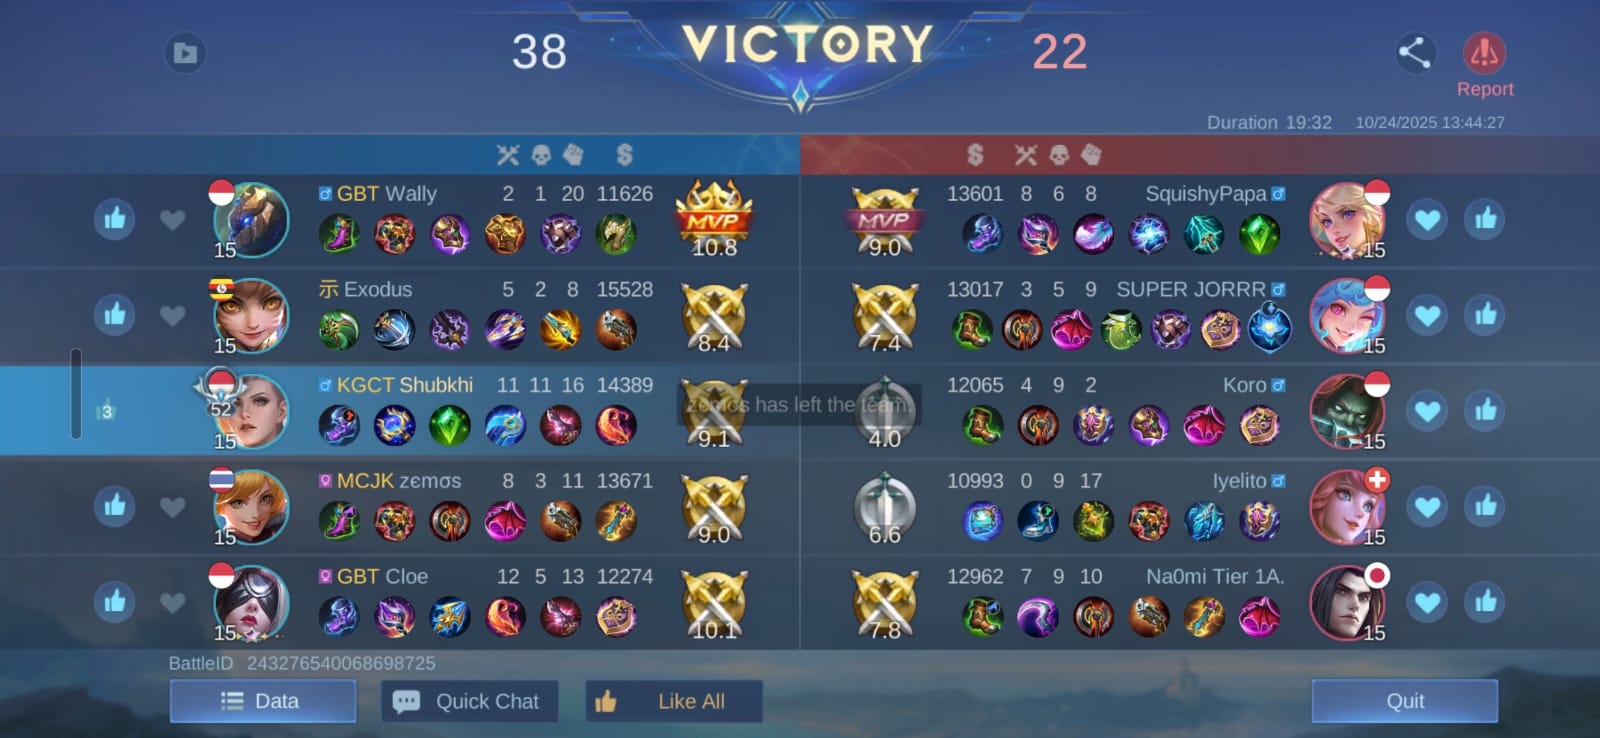 38 VICTORY 22
Report
Duration 19:32 10/24/2025 13:44:27
GBT Wally 2 1 20 11626 MVP 10.8
15
MVP 9.0 13601 8 6 8 SquishyPapa
15
示 Exodus 5 2 8 15528 8.4
15
7.4 13017 3 5 9 SUPER JORRR
15
3 52 KGCT Shubkhi 11 11 16 14389 9.1
15
zemos has left the team.
4.0 12065 4 9 2 Koro
15
MCJK zєmσs 8 3 11 13671 9.0
15
6.6 10993 0 9 17 Iyelito
15
GBT Cloe 12 5 13 12274 10.1
15
7.8 12962 7 9 10 Na0mi Tier 1A.
15
BattleID 243276540068698725
Data Quick Chat Like All Quit